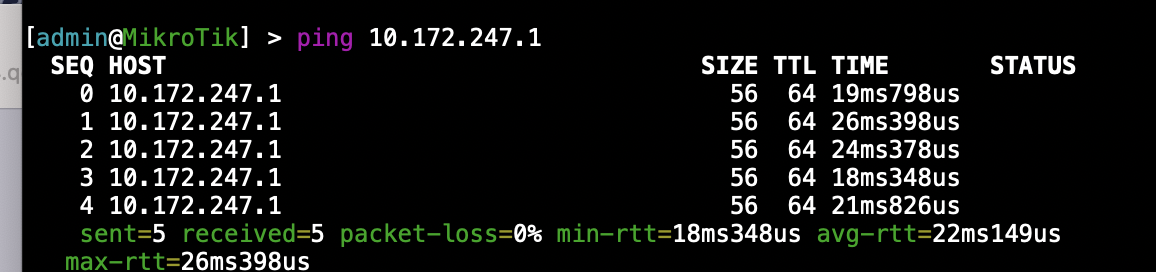 [admin@MikroTik] > ping 10.172.247.1
SEQ HOST SIZE TTL TIME STATUS
0 10.172.247.1 56 64 19ms798us
1 10.172.247.1 56 64 26ms398us
2 10.172.247.1 56 64 24ms378us
3 10.172.247.1 56 64 18ms348us
4 10.172.247.1 56 64 21ms826us
sent=5 received=5 packet-loss=0% min-rtt=18ms348us avg-rtt=22ms149us
max-rtt=26ms398us